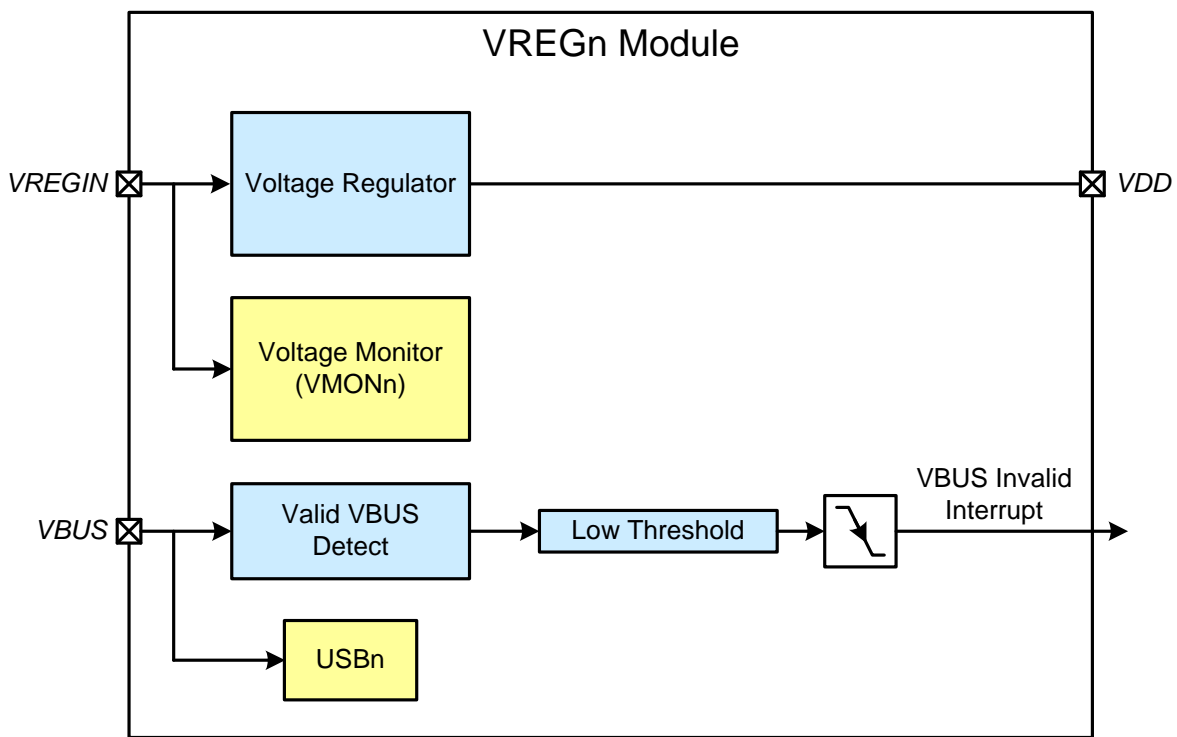 VREGn Module
VREGIN
Voltage Regulator
VDD
Voltage Monitor
(VMONn)
VBUS
Valid VBUS
Detect
Low Threshold
VBUS Invalid
Interrupt
USBn